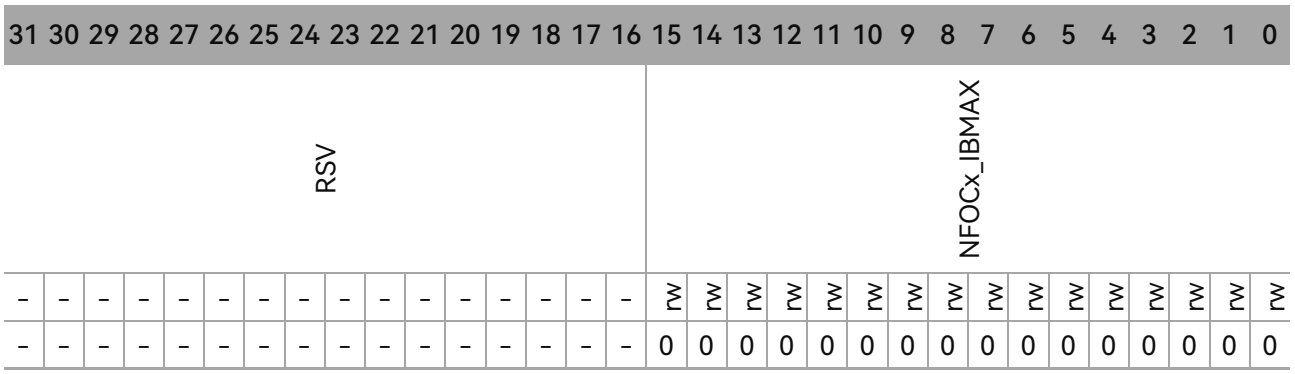 31 30 29 28 27 26 25 24 23 22 21 20 19 18 17 16 15 14 13 12 11 10 9 8 7 6 5 4 3 2 1 0
RSV NFOCx_IBMAX
– – – – – – – – – – – – – – – – rw rw rw rw rw rw rw rw rw rw rw rw rw rw rw rw
– – – – – – – – – – – – – – – – 0 0 0 0 0 0 0 0 0 0 0 0 0 0 0 0